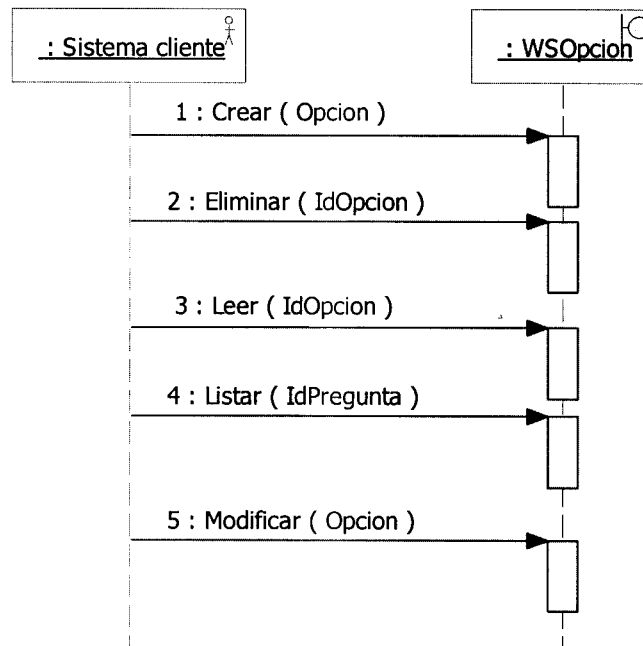 : Sistema cliente
: WSOpcion
1 : Crear ( Opcion )
2 : Eliminar ( IdOpcion )
3 : Leer ( IdOpcion )
4 : Listar ( IdPregunta )
5 : Modificar ( Opcion )